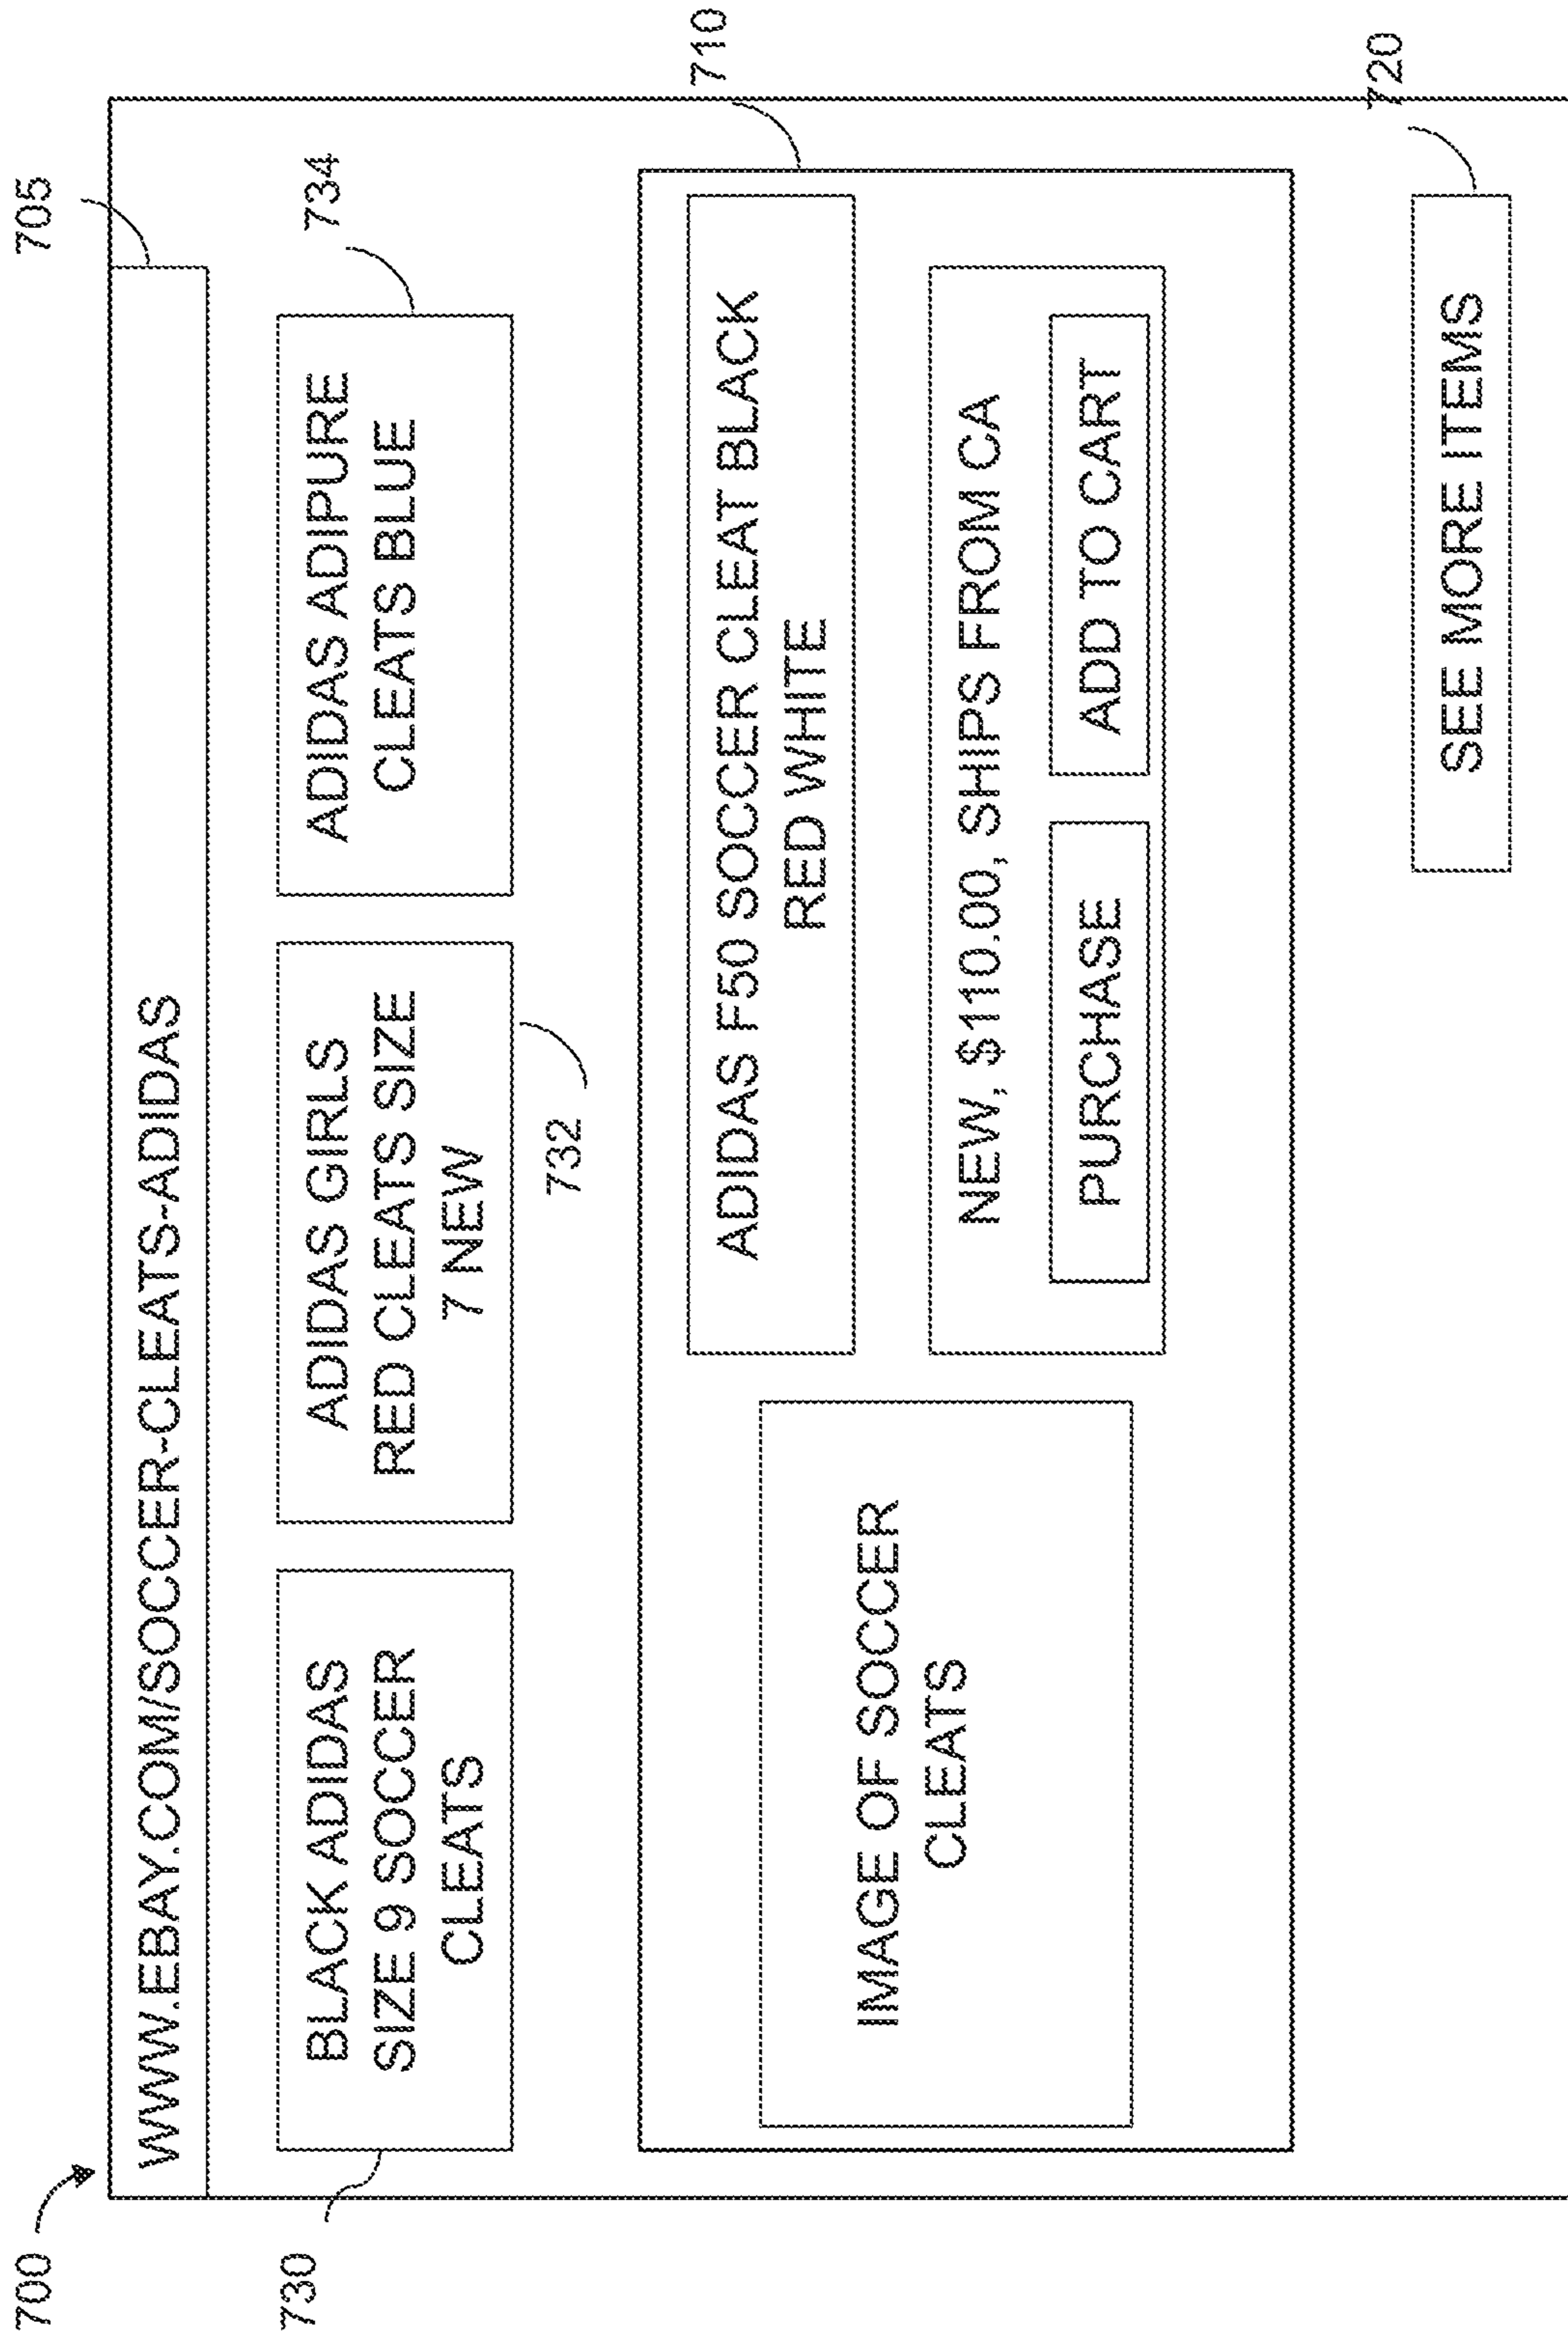 700
705
WWW.EBAY.COM/SOCCER-CLEATS-ADIDAS
730
BLACK ADIDAS
SIZE 9 SOCCER
CLEATS
ADIDAS GIRLS
RED CLEATS SIZE
7 NEW
732
ADIDAS ADIPURE
CLEATS BLUE
734
710
IMAGE OF SOCCER
CLEATS
ADIDAS F50 SOCCER CLEAT BLACK
RED WHITE
NEW, $110.00, SHIPS FROM CA
PURCHASE
ADD TO CART
SEE MORE ITEMS
720